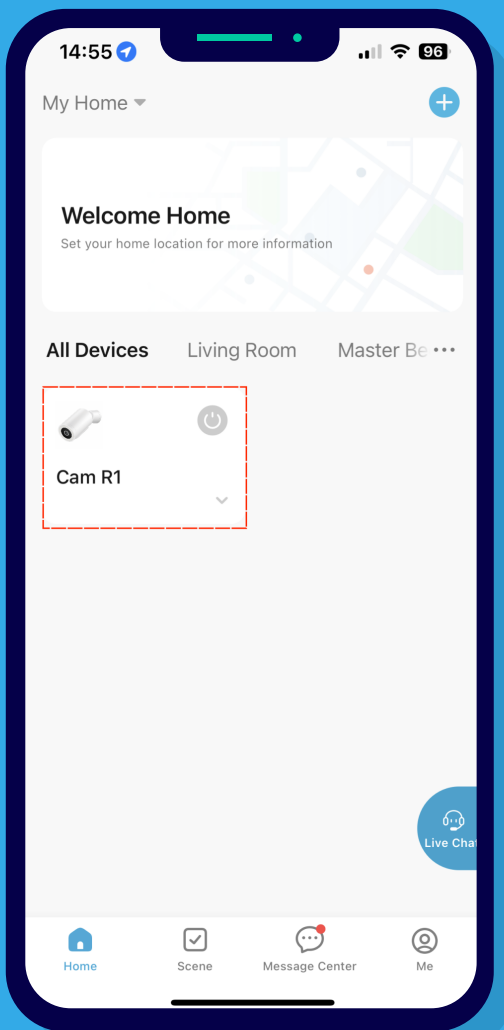 14:55
96
My Home
Welcome Home
Set your home location for more information
All Devices Living Room Master Be ...
Cam R1
Live Chat
Home Scene Message Center Me